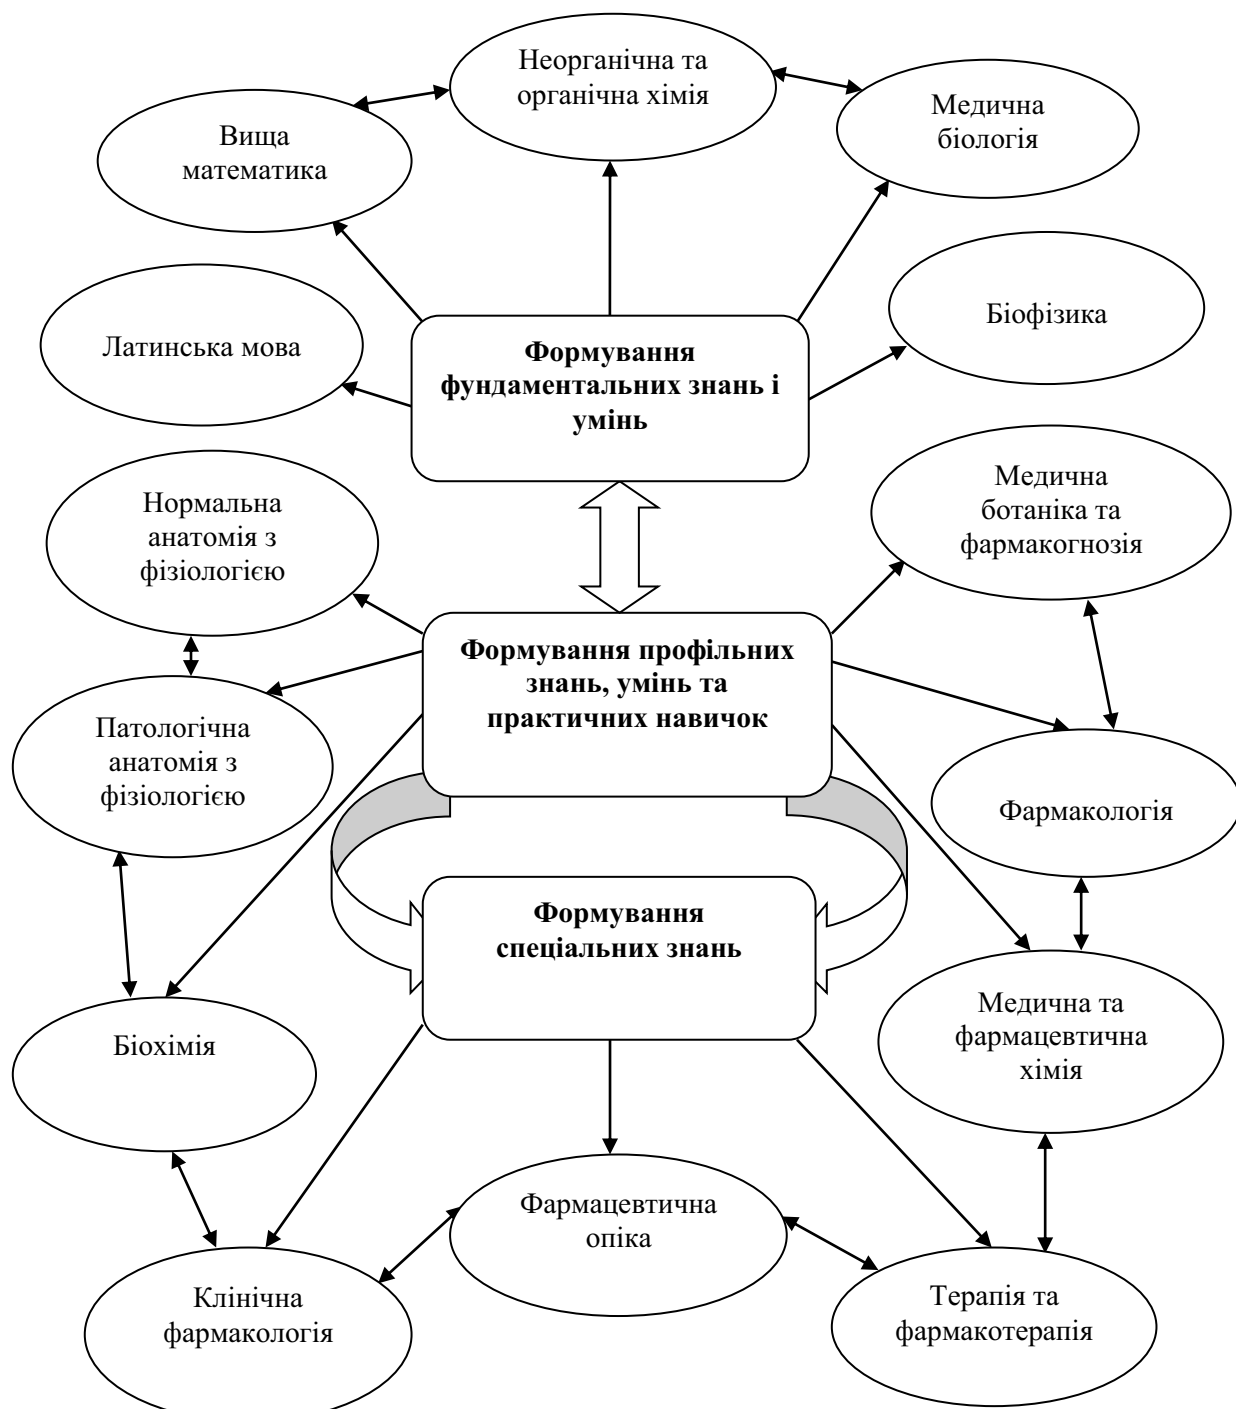 Неорганічна та
органічна хімія
Вища
математика
Медична
біологія
Латинська мова
Біофізика
Формування
фундаментальних знань і
умінь
Нормальна
анатомія з
фізіологією
Медична
ботаніка та
фармакогнозія
Формування профільних
знань, умінь та
практичних навичок
Патологічна
анатомія з
фізіологією
Фармакологія
Формування
спеціальних знань
Біохімія
Медична та
фармацевтична
хімія
Фармацевтична
опіка
Клінічна
фармакологія
Терапія та
фармакотерапія